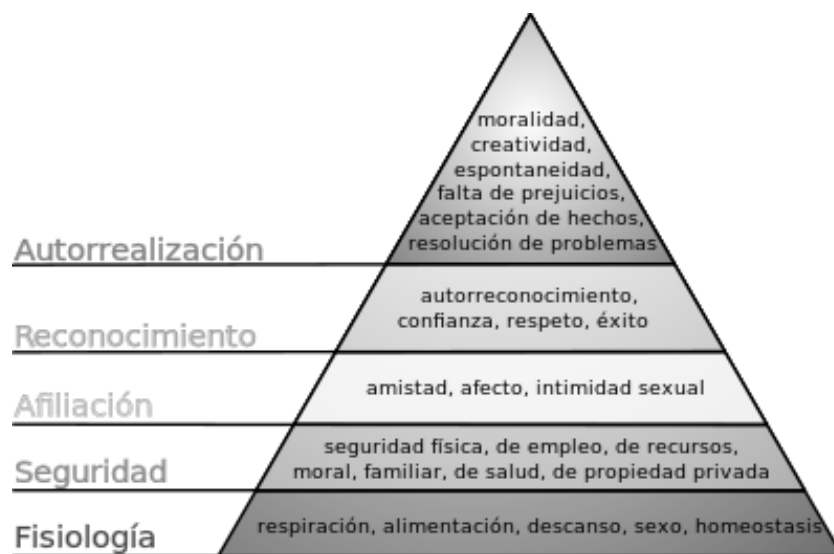 moralidad,
creatividad,
espontaneidad,
falta de prejuicios,
aceptación de hechos,
resolución de problemas
Autorrealización
autorreconocimiento,
confianza, respeto, éxito
Reconocimiento
amistad, afecto, intimidad sexual
Afiliación
seguridad física, de empleo, de recursos,
moral, familiar, de salud, de propiedad privada
Seguridad
respiración, alimentación, descanso, sexo, homeostasis
Fisiología